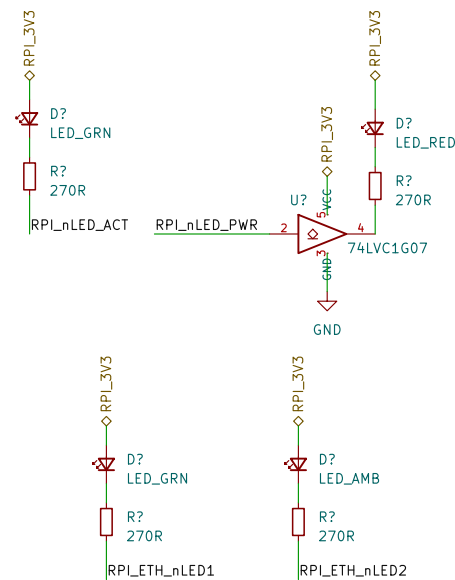 RPI_3V3
D?
LED_GRN
R?
270R
RPI_nLED_ACT
RPI_3V3
D?
LED_RED
R?
270R
RPI_3V3
U?
VCC
5
RPI_nLED_PWR
2
4
74LVC1G07
3
GND
GND
RPI_3V3
D?
LED_GRN
R?
270R
RPI_ETH_nLED1
RPI_3V3
D?
LED_AMB
R?
270R
RPI_ETH_nLED2